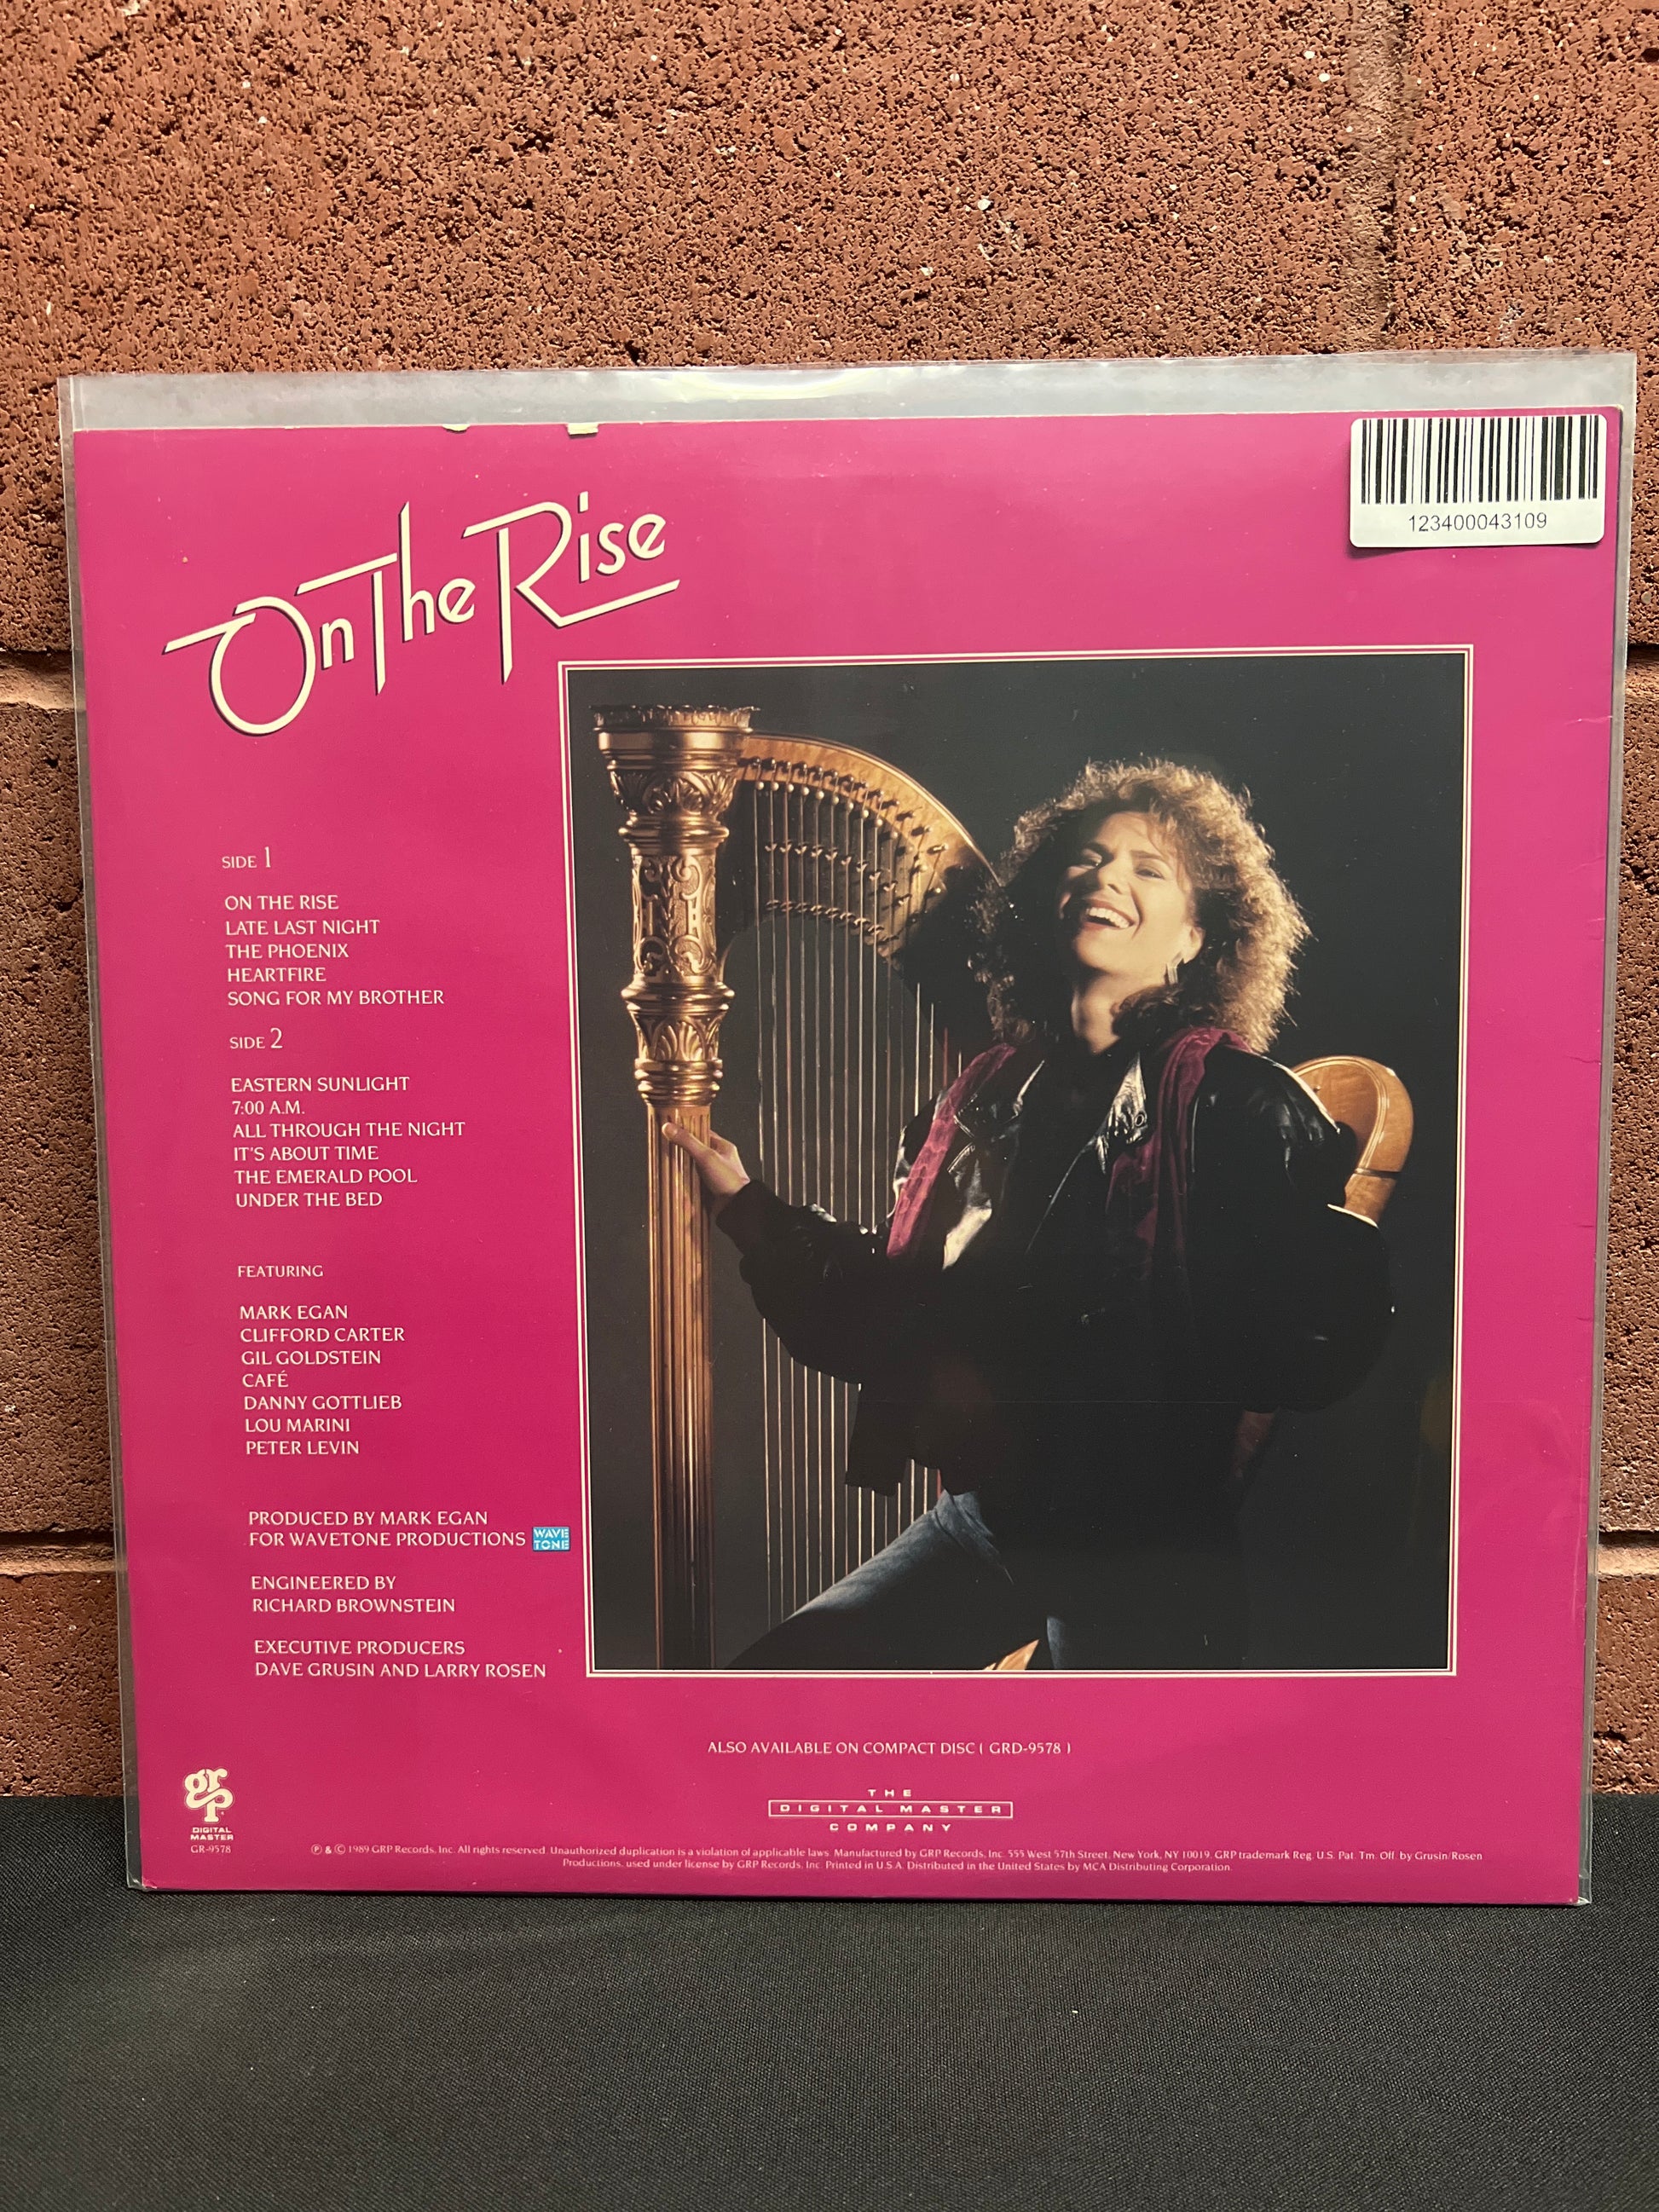 123400043109
On The Rise
SIDE 1
ON THE RISE
LATE LAST NIGHT
THE PHOENIX
HEARTFIRE
SONG FOR MY BROTHER
SIDE 2
EASTERN SUNLIGHT
7:00 A.M.
ALL THROUGH THE NIGHT
IT'S ABOUT TIME
THE EMERALD POOL
UNDER THE BED
FEATURING
MARK EGAN
CLIFFORD CARTER
GIL GOLDSTEIN
CAFÉ
DANNY GOTTLIEB
LOU MARINI
PETER LEVIN
PRODUCED BY MARK EGAN
FOR WAVETONE PRODUCTIONS
WAVE
TONE
ENGINEERED BY
RICHARD BROWNSTEIN
EXECUTIVE PRODUCERS
DAVE GRUSIN AND LARRY ROSEN
ALSO AVAILABLE ON COMPACT DISC ( GRD-9578 )
THE
DIGITAL MASTER
COMPANY
grp
DIGITAL
MASTER
GR-9578
℗ & © 1989 GRP Records, Inc. All rights reserved. Unauthorized duplication is a violation of applicable laws. Manufactured by GRP Records, Inc. 555 West 57th Street, New York, NY 10019. GRP trademark Reg. U.S. Pat. Tm. Off. by Grusin/Rosen
Productions, used under license by GRP Records, Inc. Printed in U.S.A. Distributed in the United States by MCA Distributing Corporation.